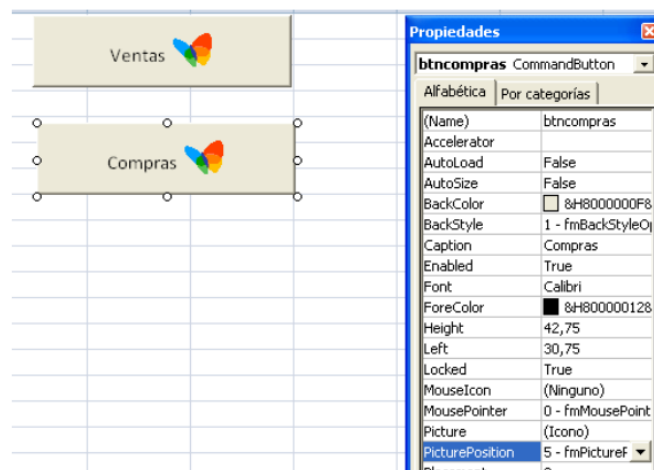 Ventas
Compras
Propiedades
btncompras CommandButton
Alfabética Por categorías
(Name) btncompras
Accelerator
AutoLoad False
AutoSize False
BackColor &H8000000F&
BackStyle 1 - fmBackStyleOp
Caption Compras
Enabled True
Font Calibri
ForeColor &H80000012&
Height 42,75
Left 30,75
Locked True
MouseIcon (Ninguno)
MousePointer 0 - fmMousePoint
Picture (Icono)
PicturePosition 5 - fmPictureP